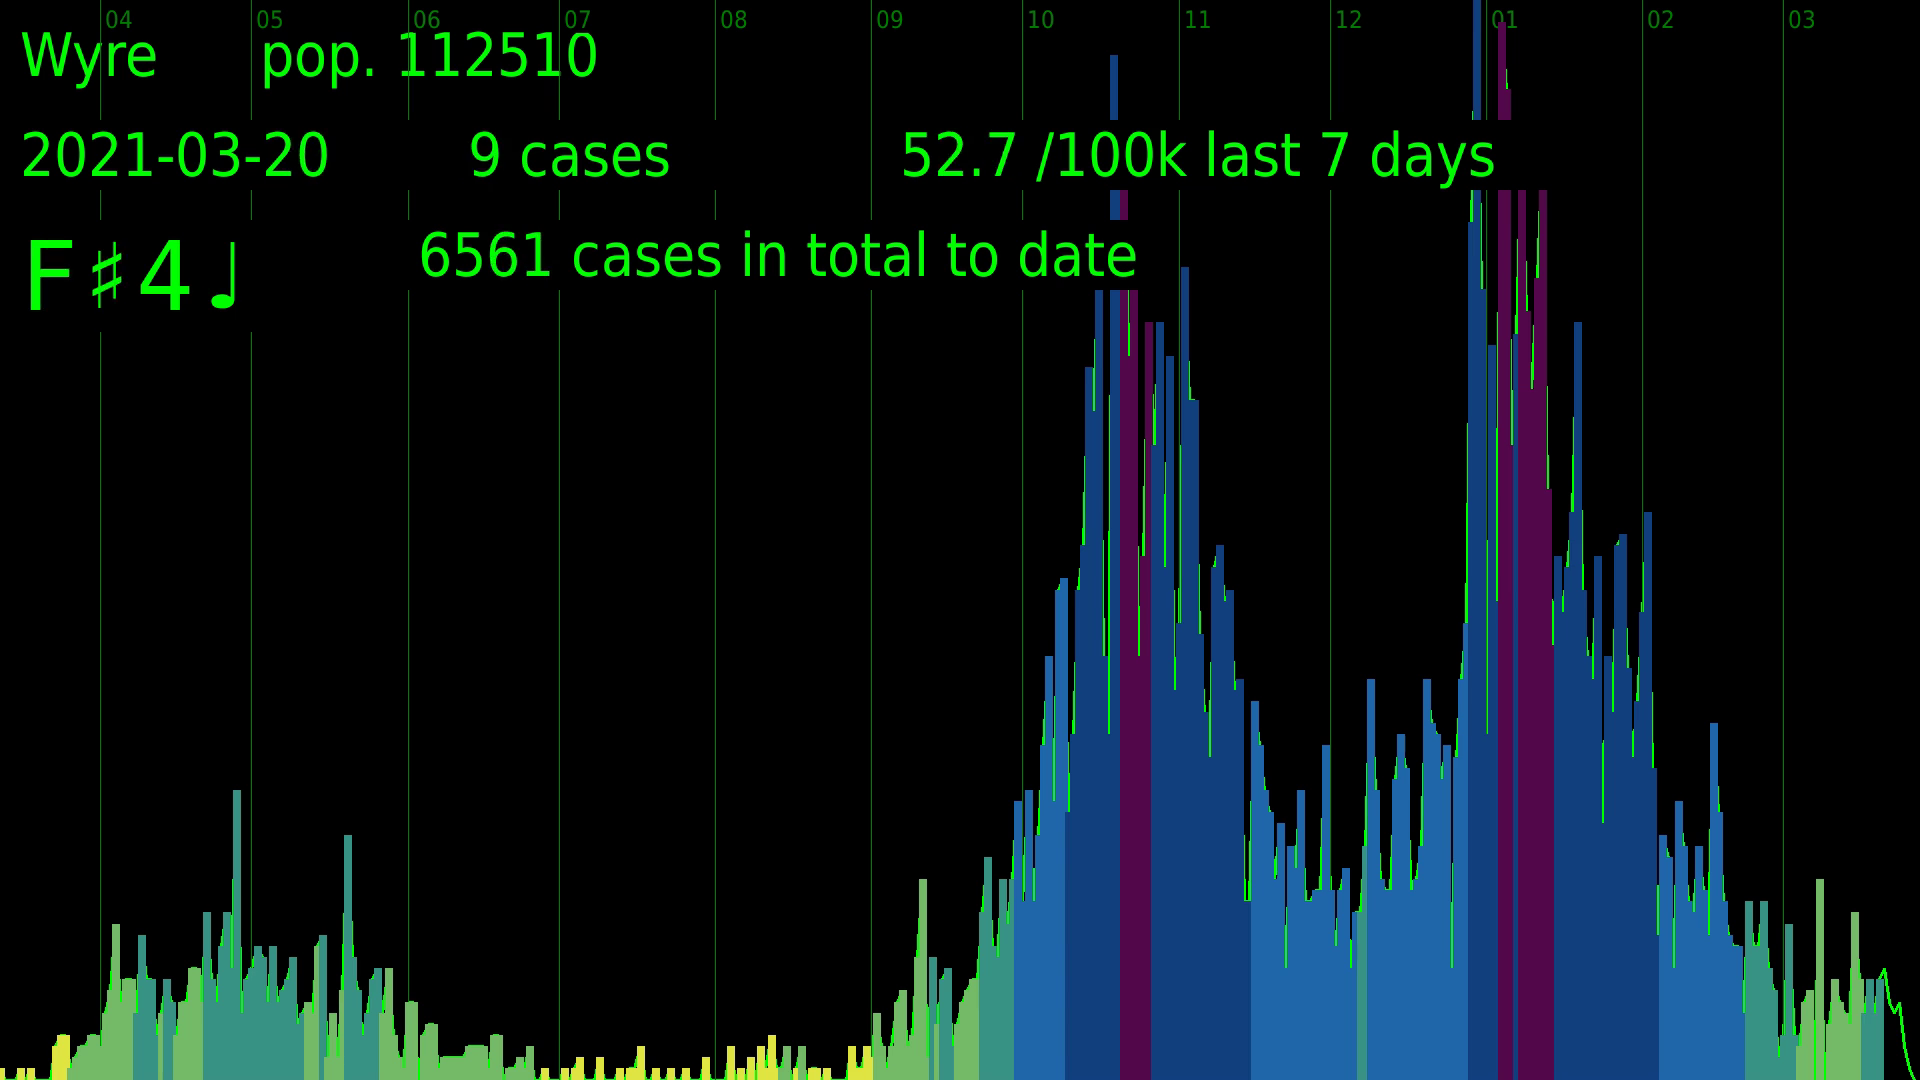 04 05 06 07 08 09 10 11 12 01 02 03
Wyre pop. 112510
2021-03-20 9 cases 52.7 /100k last 7 days
F♯4♩ 6561 cases in total to date